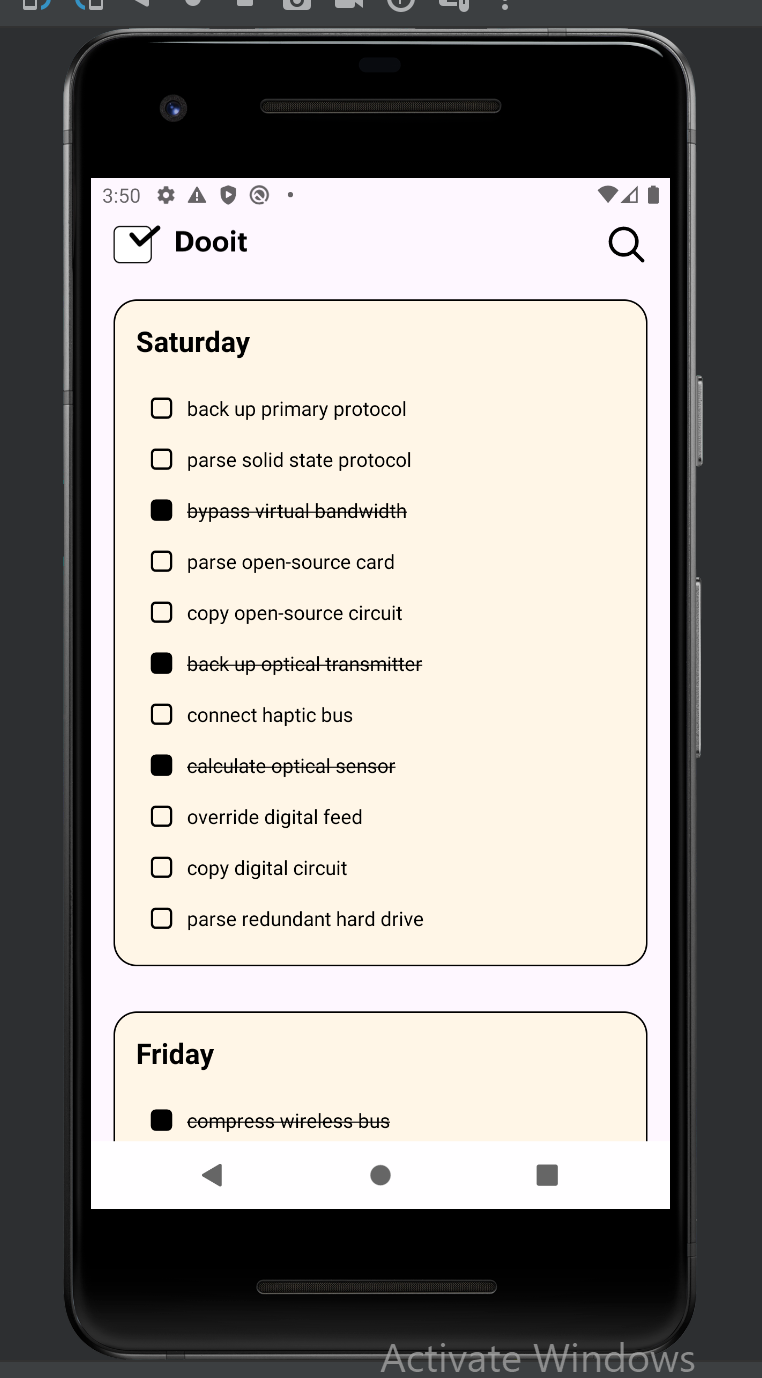 3:50
Dooit
Saturday
back up primary protocol
parse solid state protocol
bypass virtual bandwidth
parse open-source card
copy open-source circuit
back up optical transmitter
connect haptic bus
calculate optical sensor
override digital feed
copy digital circuit
parse redundant hard drive
Friday
compress wireless bus
Activate Windows